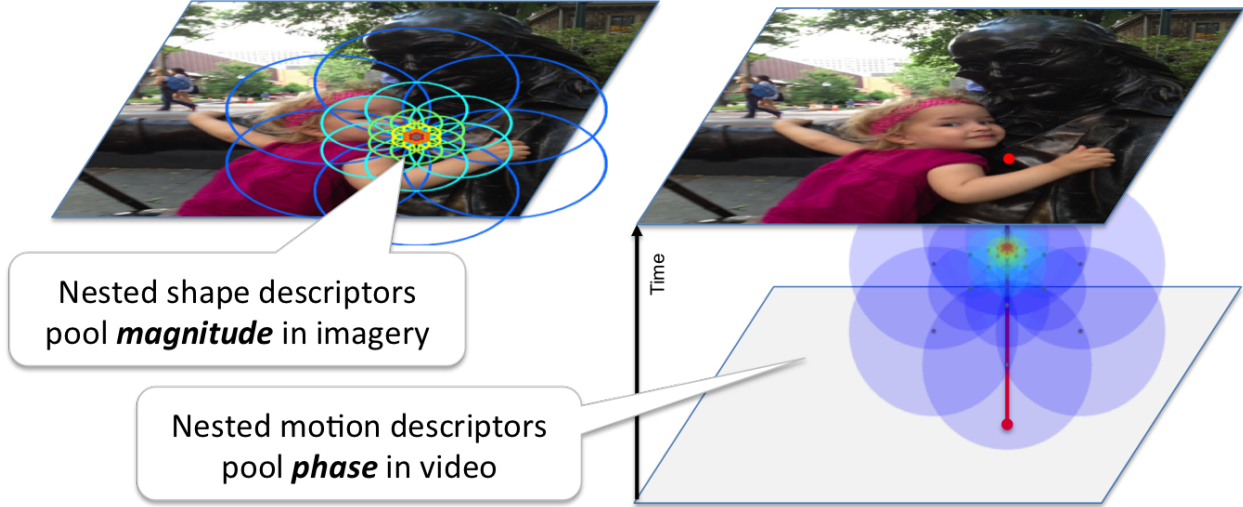 Nested shape descriptors
pool magnitude in imagery
Time
Nested motion descriptors
pool phase in video